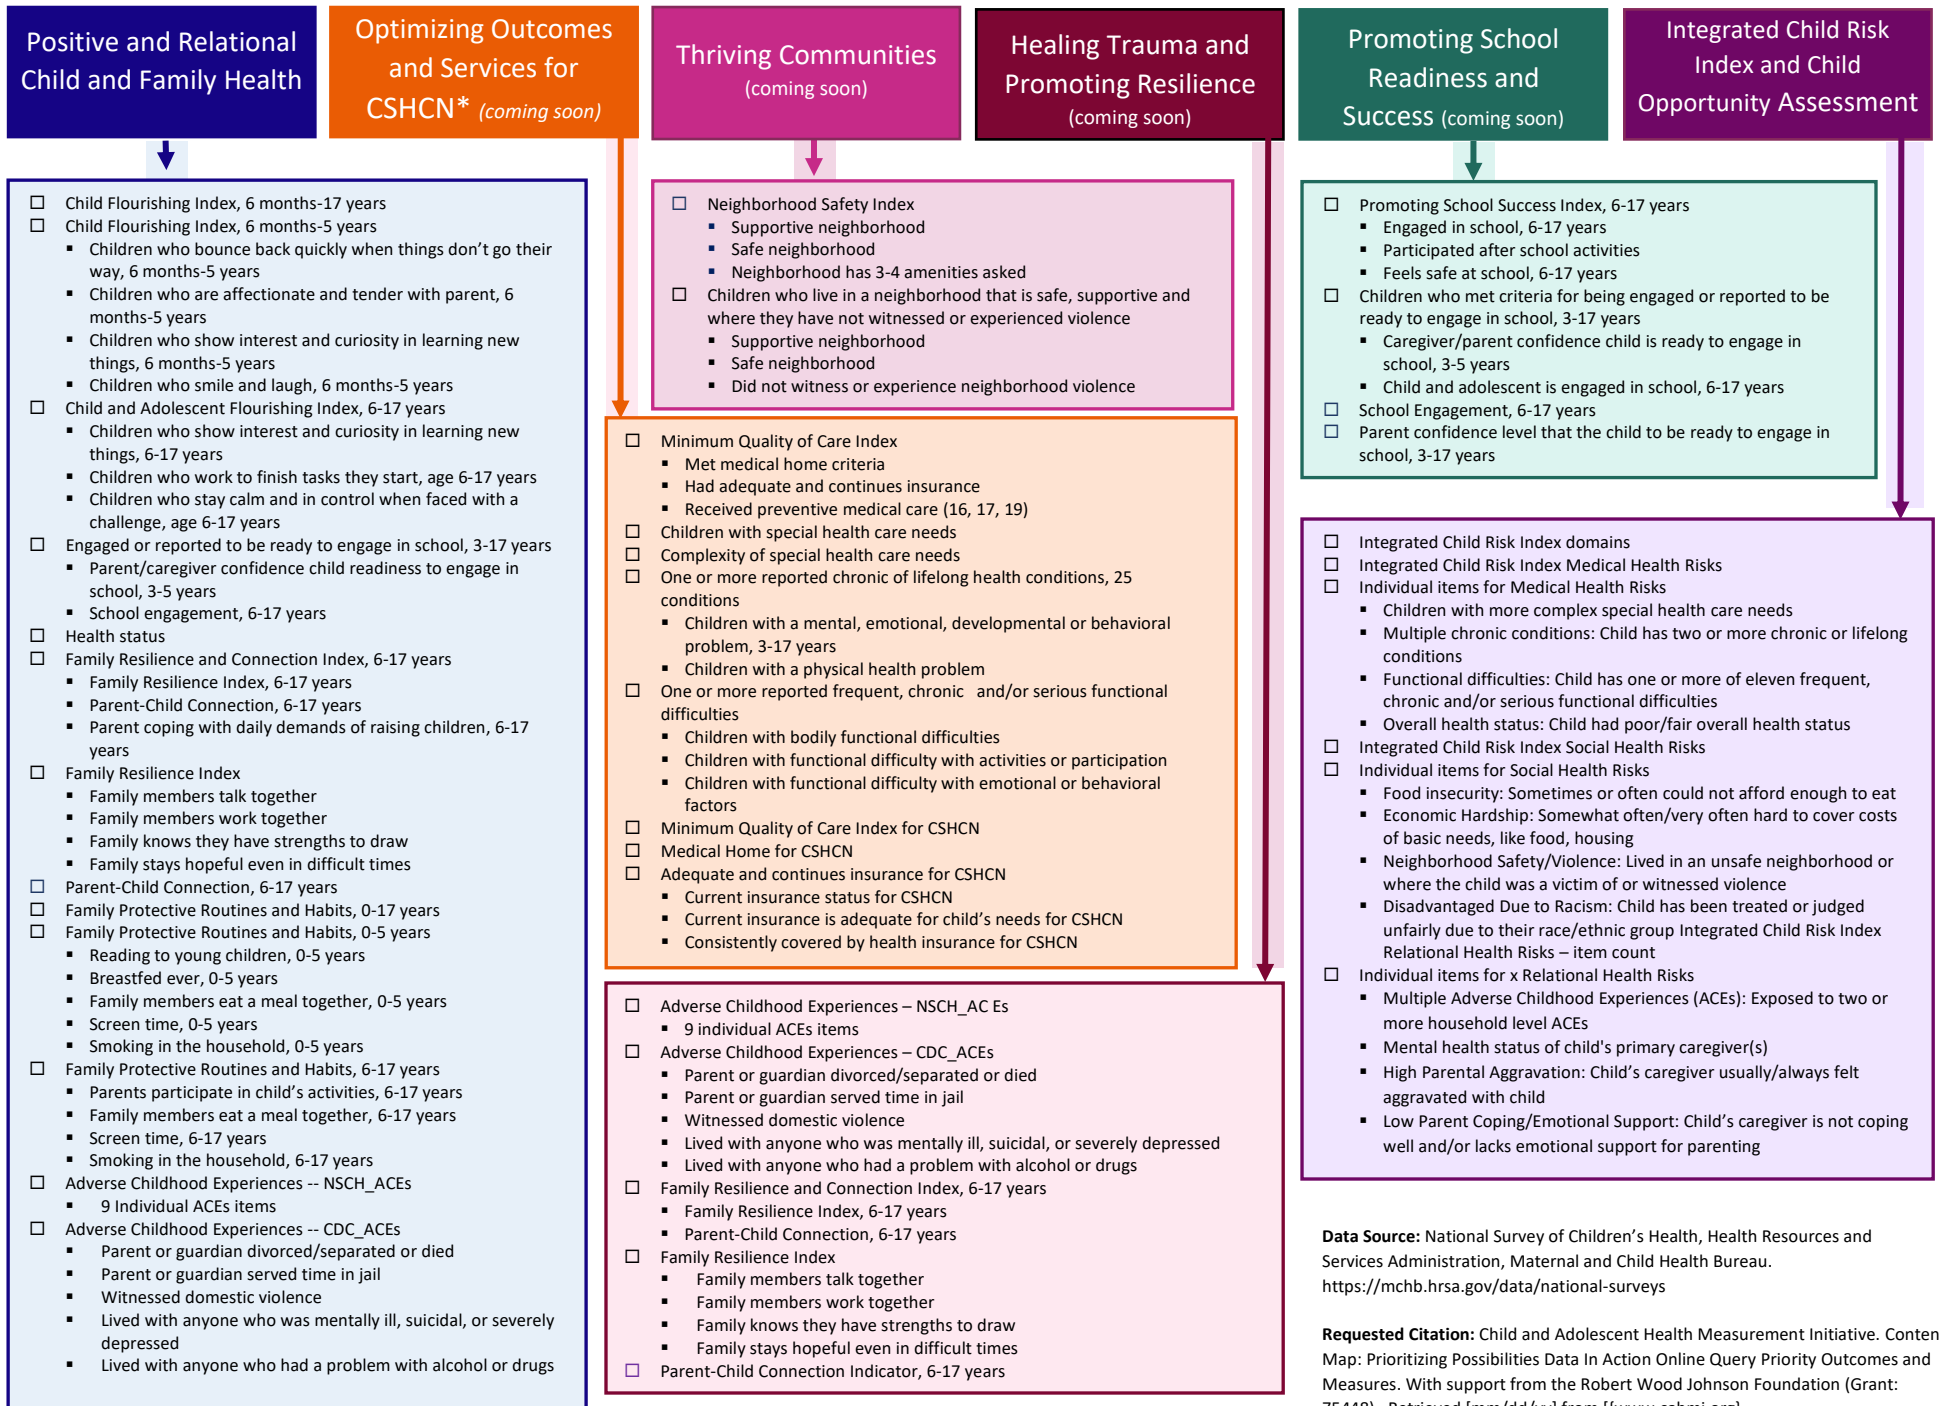 Positive and Relational
Child and Family Health
Optimizing Outcomes
and Services for
CSHCN* (coming soon)
Thriving Communities
(coming soon)
Healing Trauma and
Promoting Resilience
(coming soon)
Promoting School
Readiness and
Success (coming soon)
Integrated Child Risk
Index and Child
Opportunity Assessment
☐ Child Flourishing Index, 6 months-17 years
☐ Child Flourishing Index, 6 months-5 years
▪ Children who bounce back quickly when things don’t go their
way, 6 months-5 years
▪ Children who are affectionate and tender with parent, 6
months-5 years
▪ Children who show interest and curiosity in learning new
things, 6 months-5 years
▪ Children who smile and laugh, 6 months-5 years
☐ Child and Adolescent Flourishing Index, 6-17 years
▪ Children who show interest and curiosity in learning new
things, 6-17 years
▪ Children who work to finish tasks they start, age 6-17 years
▪ Children who stay calm and in control when faced with a
challenge, age 6-17 years
☐ Engaged or reported to be ready to engage in school, 3-17 years
▪ Parent/caregiver confidence child readiness to engage in
school, 3-5 years
▪ School engagement, 6-17 years
☐ Health status
☐ Family Resilience and Connection Index, 6-17 years
▪ Family Resilience Index, 6-17 years
▪ Parent-Child Connection, 6-17 years
▪ Parent coping with daily demands of raising children, 6-17
years
☐ Family Resilience Index
▪ Family members talk together
▪ Family members work together
▪ Family knows they have strengths to draw
▪ Family stays hopeful even in difficult times
☐ Parent-Child Connection, 6-17 years
☐ Family Protective Routines and Habits, 0-17 years
☐ Family Protective Routines and Habits, 0-5 years
▪ Reading to young children, 0-5 years
▪ Breastfed ever, 0-5 years
▪ Family members eat a meal together, 0-5 years
▪ Screen time, 0-5 years
▪ Smoking in the household, 0-5 years
☐ Family Protective Routines and Habits, 6-17 years
▪ Parents participate in child’s activities, 6-17 years
▪ Family members eat a meal together, 6-17 years
▪ Screen time, 6-17 years
▪ Smoking in the household, 6-17 years
☐ Adverse Childhood Experiences -- NSCH_ACEs
▪ 9 Individual ACEs items
☐ Adverse Childhood Experiences -- CDC_ACEs
▪ Parent or guardian divorced/separated or died
▪ Parent or guardian served time in jail
▪ Witnessed domestic violence
▪ Lived with anyone who was mentally ill, suicidal, or severely
depressed
▪ Lived with anyone who had a problem with alcohol or drugs
☐ Neighborhood Safety Index
▪ Supportive neighborhood
▪ Safe neighborhood
▪ Neighborhood has 3-4 amenities asked
☐ Children who live in a neighborhood that is safe, supportive and
where they have not witnessed or experienced violence
▪ Supportive neighborhood
▪ Safe neighborhood
▪ Did not witness or experience neighborhood violence
☐ Minimum Quality of Care Index
▪ Met medical home criteria
▪ Had adequate and continues insurance
▪ Received preventive medical care (16, 17, 19)
☐ Children with special health care needs
☐ Complexity of special health care needs
☐ One or more reported chronic of lifelong health conditions, 25
conditions
▪ Children with a mental, emotional, developmental or behavioral
problem, 3-17 years
▪ Children with a physical health problem
☐ One or more reported frequent, chronic and/or serious functional
difficulties
▪ Children with bodily functional difficulties
▪ Children with functional difficulty with activities or participation
▪ Children with functional difficulty with emotional or behavioral
factors
☐ Minimum Quality of Care Index for CSHCN
☐ Medical Home for CSHCN
☐ Adequate and continues insurance for CSHCN
▪ Current insurance status for CSHCN
▪ Current insurance is adequate for child’s needs for CSHCN
▪ Consistently covered by health insurance for CSHCN
☐ Adverse Childhood Experiences – NSCH_AC Es
▪ 9 individual ACEs items
☐ Adverse Childhood Experiences – CDC_ACEs
▪ Parent or guardian divorced/separated or died
▪ Parent or guardian served time in jail
▪ Witnessed domestic violence
▪ Lived with anyone who was mentally ill, suicidal, or severely depressed
▪ Lived with anyone who had a problem with alcohol or drugs
☐ Family Resilience and Connection Index, 6-17 years
▪ Family Resilience Index, 6-17 years
▪ Parent-Child Connection, 6-17 years
☐ Family Resilience Index
▪ Family members talk together
▪ Family members work together
▪ Family knows they have strengths to draw
▪ Family stays hopeful even in difficult times
☐ Parent-Child Connection Indicator, 6-17 years
☐ Promoting School Success Index, 6-17 years
▪ Engaged in school, 6-17 years
▪ Participated after school activities
▪ Feels safe at school, 6-17 years
☐ Children who met criteria for being engaged or reported to be
ready to engage in school, 3-17 years
▪ Caregiver/parent confidence child is ready to engage in
school, 3-5 years
▪ Child and adolescent is engaged in school, 6-17 years
☐ School Engagement, 6-17 years
☐ Parent confidence level that the child to be ready to engage in
school, 3-17 years
☐ Integrated Child Risk Index domains
☐ Integrated Child Risk Index Medical Health Risks
☐ Individual items for Medical Health Risks
▪ Children with more complex special health care needs
▪ Multiple chronic conditions: Child has two or more chronic or lifelong
conditions
▪ Functional difficulties: Child has one or more of eleven frequent,
chronic and/or serious functional difficulties
▪ Overall health status: Child had poor/fair overall health status
☐ Integrated Child Risk Index Social Health Risks
☐ Individual items for Social Health Risks
▪ Food insecurity: Sometimes or often could not afford enough to eat
▪ Economic Hardship: Somewhat often/very often hard to cover costs
of basic needs, like food, housing
▪ Neighborhood Safety/Violence: Lived in an unsafe neighborhood or
where the child was a victim of or witnessed violence
▪ Disadvantaged Due to Racism: Child has been treated or judged
unfairly due to their race/ethnic group Integrated Child Risk Index
Relational Health Risks – item count
☐ Individual items for x Relational Health Risks
▪ Multiple Adverse Childhood Experiences (ACEs): Exposed to two or
more household level ACEs
▪ Mental health status of child's primary caregiver(s)
▪ High Parental Aggravation: Child’s caregiver usually/always felt
aggravated with child
▪ Low Parent Coping/Emotional Support: Child’s caregiver is not coping
well and/or lacks emotional support for parenting
Data Source: National Survey of Children’s Health, Health Resources and
Services Administration, Maternal and Child Health Bureau.
https://mchb.hrsa.gov/data/national-surveys
Requested Citation: Child and Adolescent Health Measurement Initiative. Conten
Map: Prioritizing Possibilities Data In Action Online Query Priority Outcomes and
Measures. With support from the Robert Wood Johnson Foundation (Grant: